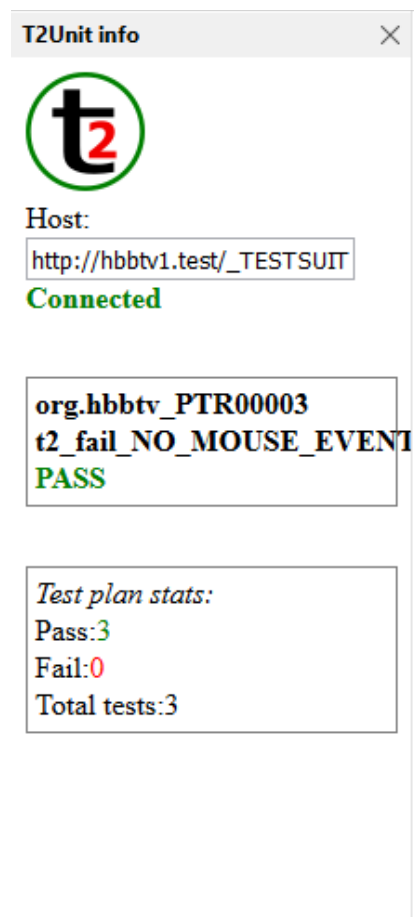 T2Unit info
t2
Host:
http://hbbtv1.test/_TESTSUIT
Connected
org.hbbtv_PTR00003
t2_fail_NO_MOUSE_EVENT
PASS
Test plan stats:
Pass:3
Fail:0
Total tests:3